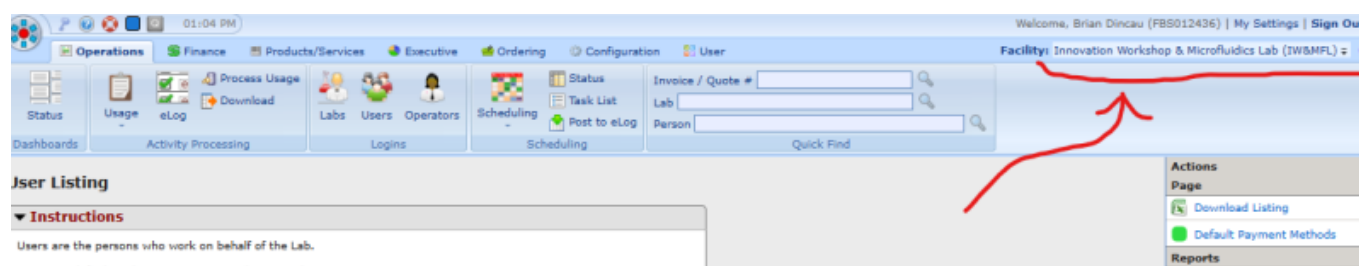 01:04 PM
Welcome, Brian Dincau (FBS012436) | My Settings | Sign Ou
Operations Finance Products/Services Executive Ordering Configuration User
Facility: Innovation Workshop & Microfluidics Lab (IW&MFL)
Status
Usage
eLog
Process Usage
Download
Labs Users Operators
Scheduling
Status
Task List
Post to eLog
Invoice / Quote #
Lab
Person
Dashboards Activity Processing Logins Scheduling Quick Find
User Listing
Instructions
Users are the persons who work on behalf of the Lab.
Actions
Page
Download Listing
Default Payment Methods
Reports